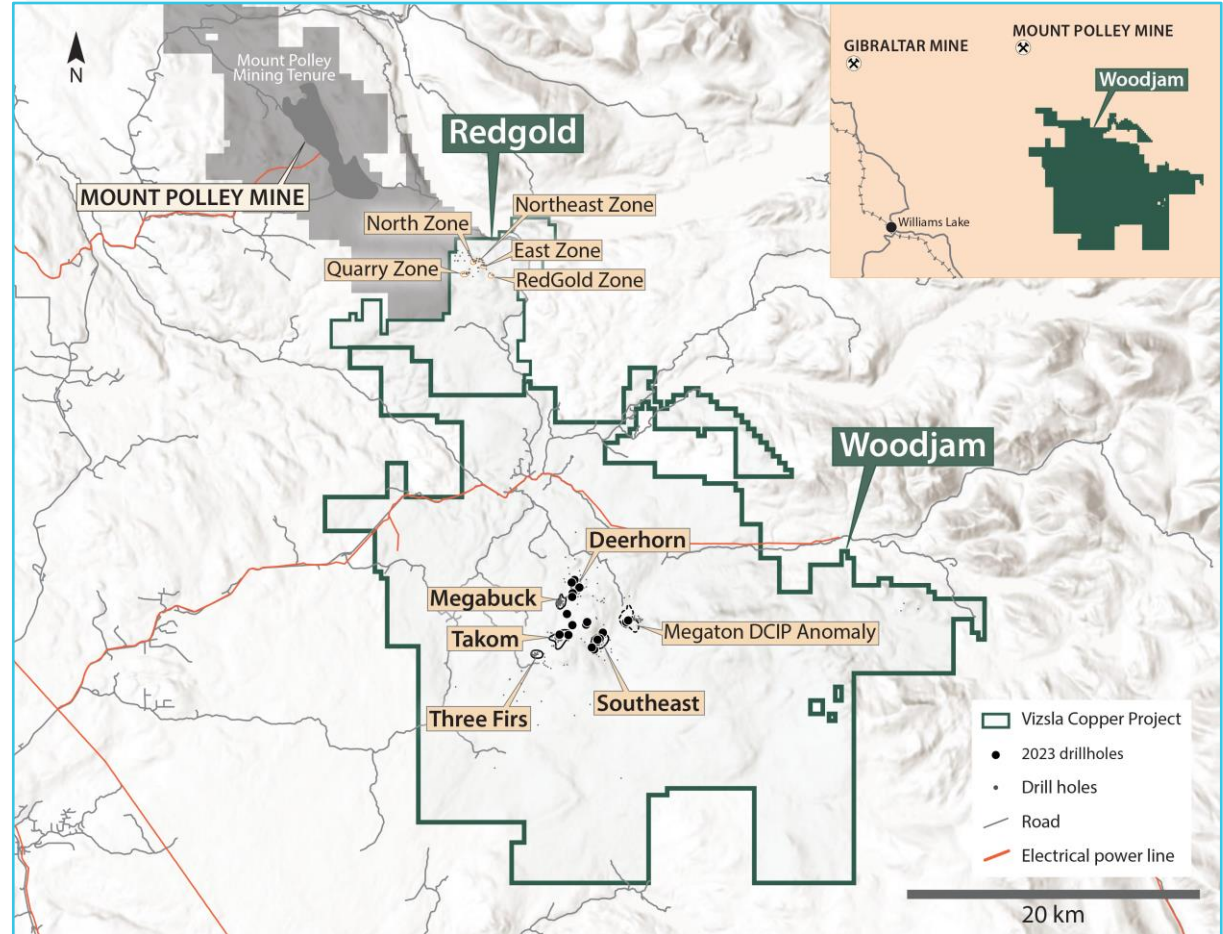 N
Mount Polley
Mining Tenure
Redgold
MOUNT POLLEY MINE
North Zone
Northeast Zone
East Zone
Quarry Zone
RedGold Zone
GIBRALTAR MINE
MOUNT POLLEY MINE
Woodjam
Williams Lake
Woodjam
Deerhorn
Megabuck
Takom
Megaton DCIP Anomaly
Three Firs
Southeast
Vizsla Copper Project
2023 drillholes
Drill holes
Road
Electrical power line
20 km